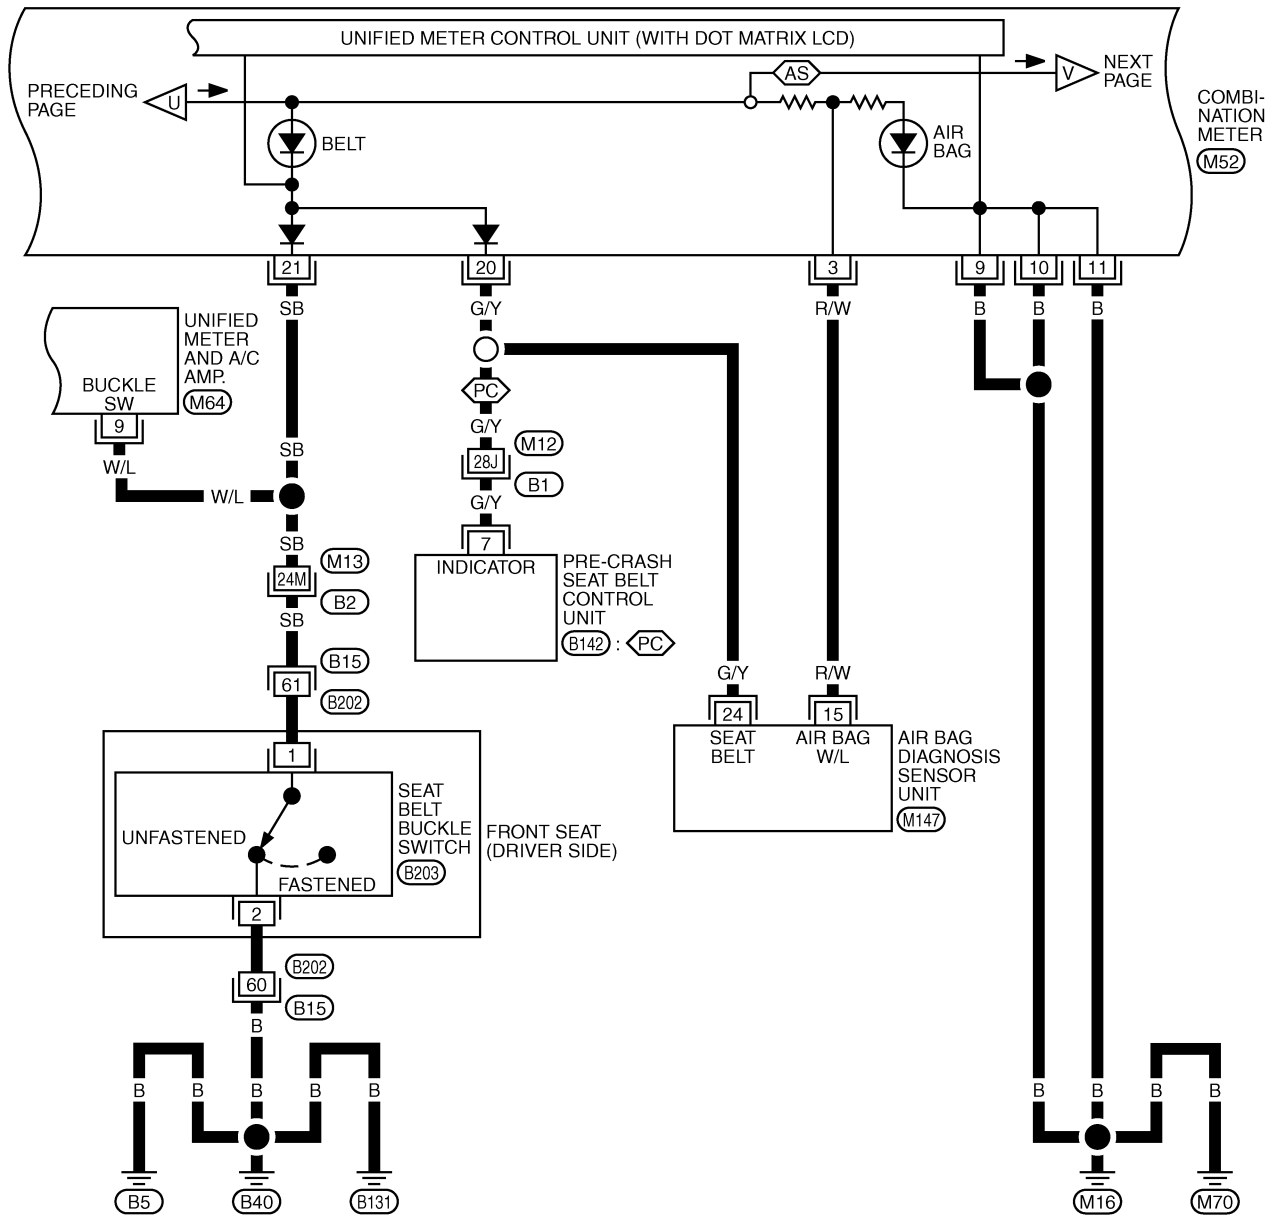 UNIFIED METER CONTROL UNIT (WITH DOT MATRIX LCD)
PRECEDING
PAGE
U
AS
V
NEXT
PAGE
COMBI-
NATION
METER
M52
BELT
AIR
BAG
21
20
3
9
10
11
SB
G/Y
R/W
B
B
B
UNIFIED
METER
AND A/C
AMP.
M64
BUCKLE
SW
9
W/L
W/L
SB
PC
G/Y
M12
28J
B1
G/Y
7
INDICATOR
PRE-CRASH
SEAT BELT
CONTROL
UNIT
B142 : PC
SB
M13
24M
B2
SB
B15
61
B202
G/Y
R/W
24
15
SEAT
BELT
AIR BAG
W/L
AIR BAG
DIAGNOSIS
SENSOR
UNIT
M147
1
UNFASTENED
FASTENED
SEAT
BELT
BUCKLE
SWITCH
B203
FRONT SEAT
(DRIVER SIDE)
2
B202
60
B15
B
B
B
B
B
B
B
B
B
B
B5
B40
B131
M16
M70